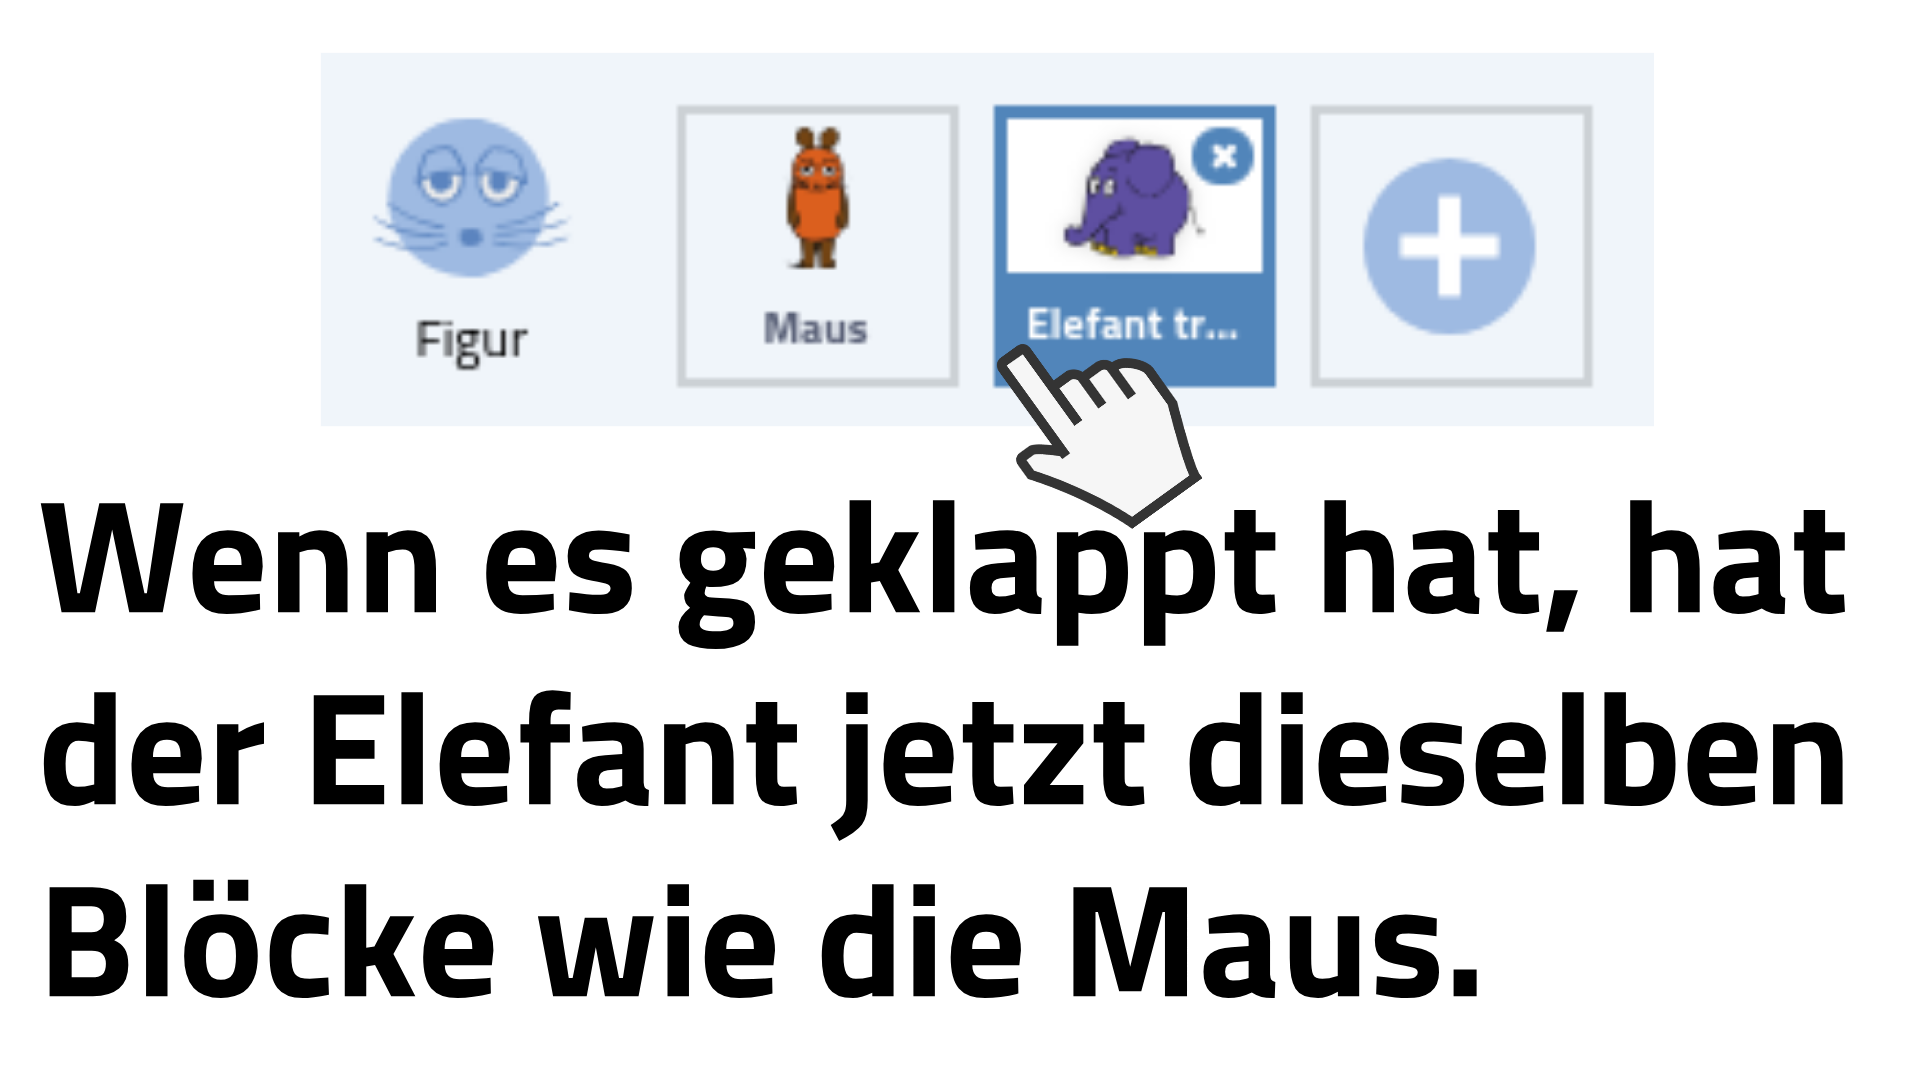 Figur
Maus
Elefant tr...
Wenn es geklappt hat, hat
der Elefant jetzt dieselben
Blöcke wie die Maus.